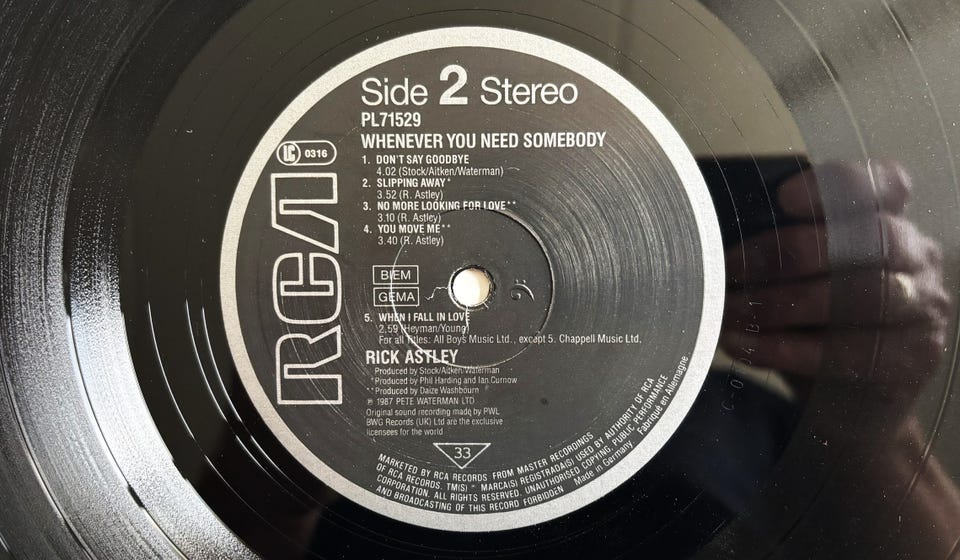 Side 2 Stereo
PL71529
WHENEVER YOU NEED SOMEBODY
LC 0316
1. DON'T SAY GOODBYE
4.02 (Stock/Aitken/Waterman)
2. SLIPPING AWAY*
3.52 (R. Astley)
3. NO MORE LOOKING FOR LOVE**
3.10 (R. Astley)
4. YOU MOVE ME**
3.40 (R. Astley)
RCA
BIEM
GEMA
5. WHEN I FALL IN LOVE
2.59 (Heyman/Young)
For all Titles: All Boys Music Ltd., except 5. Chappell Music Ltd.
RICK ASTLEY
Produced by Stock/Aitken/Waterman
*Produced by Phil Harding and Ian Curnow
**Produced by Daize Washbourn
℗ 1987 PETE WATERMAN LTD
Original sound recording made by PWL
BWG Records (UK) Ltd are the exclusive
licensees for the world
33
MARKETED BY RCA RECORDS FROM MASTER RECORDINGS
OF RCA RECORDS. TM(S) ® MARCA(S) REGISTRADA(S) USED BY AUTHORITY OF RCA
CORPORATION. ALL RIGHTS RESERVED. UNAUTHORISED COPYING, PUBLIC PERFORMANCE
AND BROADCASTING OF THIS RECORD FORBIDDEN Made in Germany Fabriqué en Allemagne